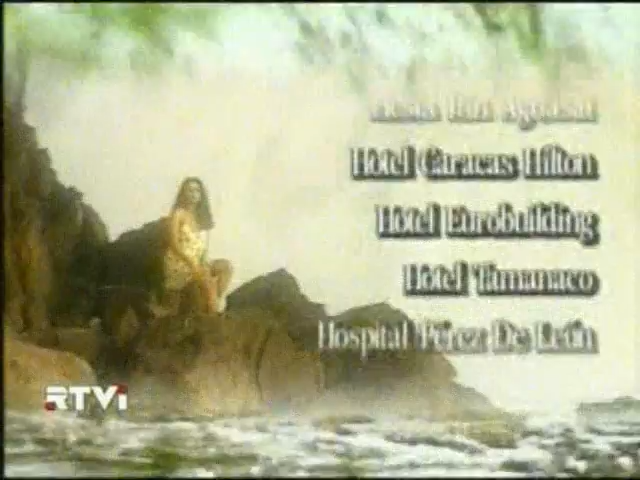 Hotel Caracas Hilton
Hotel Eurobuilding
Hotel Tamanaco
Hospital Pérez De León
RTVi